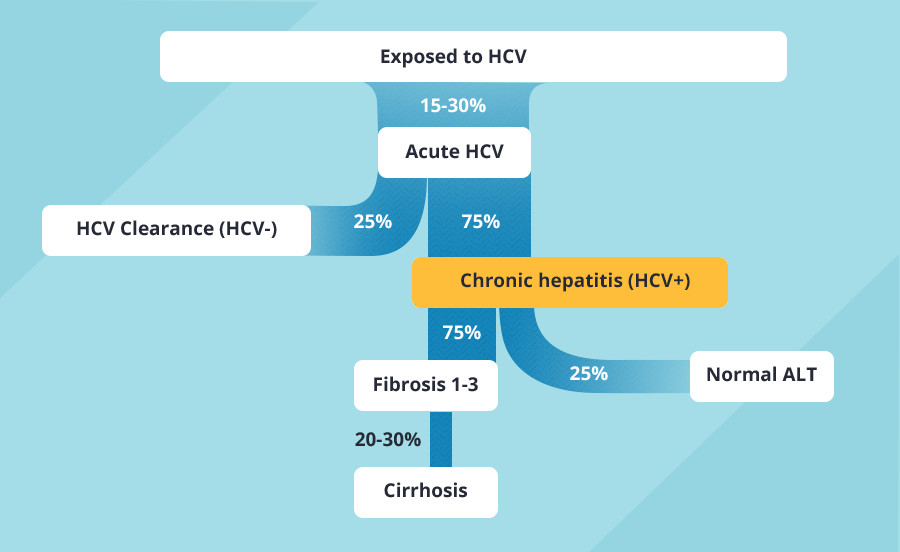 Exposed to HCV
15-30%
Acute HCV
HCV Clearance (HCV-)
25%
75%
Chronic hepatitis (HCV+)
75%
25%
Normal ALT
Fibrosis 1-3
20-30%
Cirrhosis